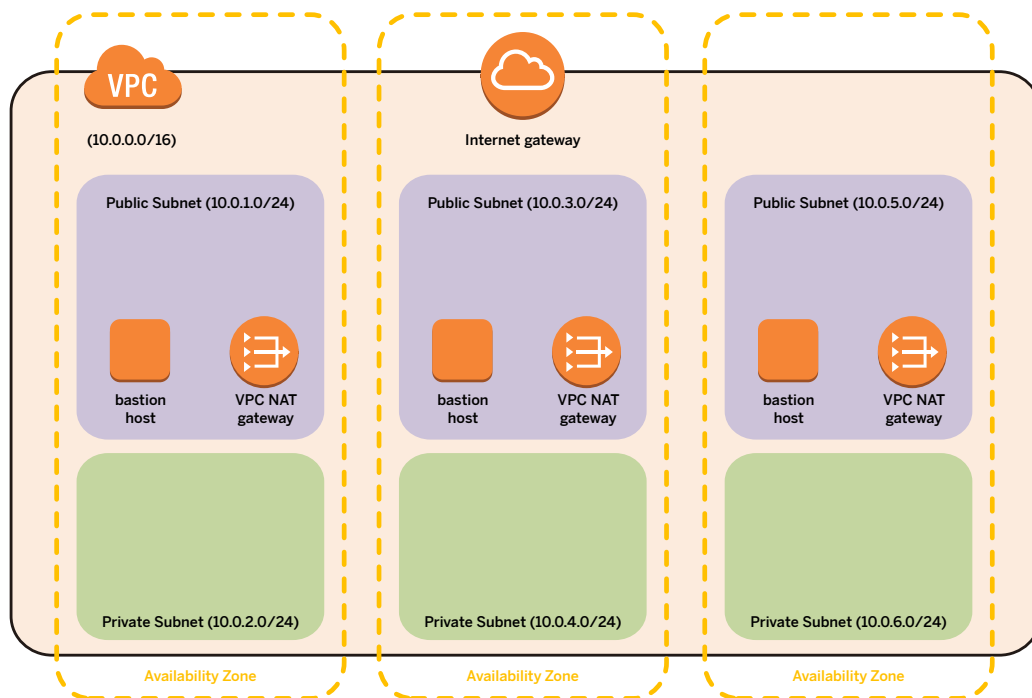 VPC
(10.0.0.0/16)
Internet gateway
Public Subnet (10.0.1.0/24)
Public Subnet (10.0.3.0/24)
Public Subnet (10.0.5.0/24)
bastion
host
VPC NAT
gateway
bastion
host
VPC NAT
gateway
bastion
host
VPC NAT
gateway
Private Subnet (10.0.2.0/24)
Private Subnet (10.0.4.0/24)
Private Subnet (10.0.6.0/24)
Availability Zone
Availability Zone
Availability Zone